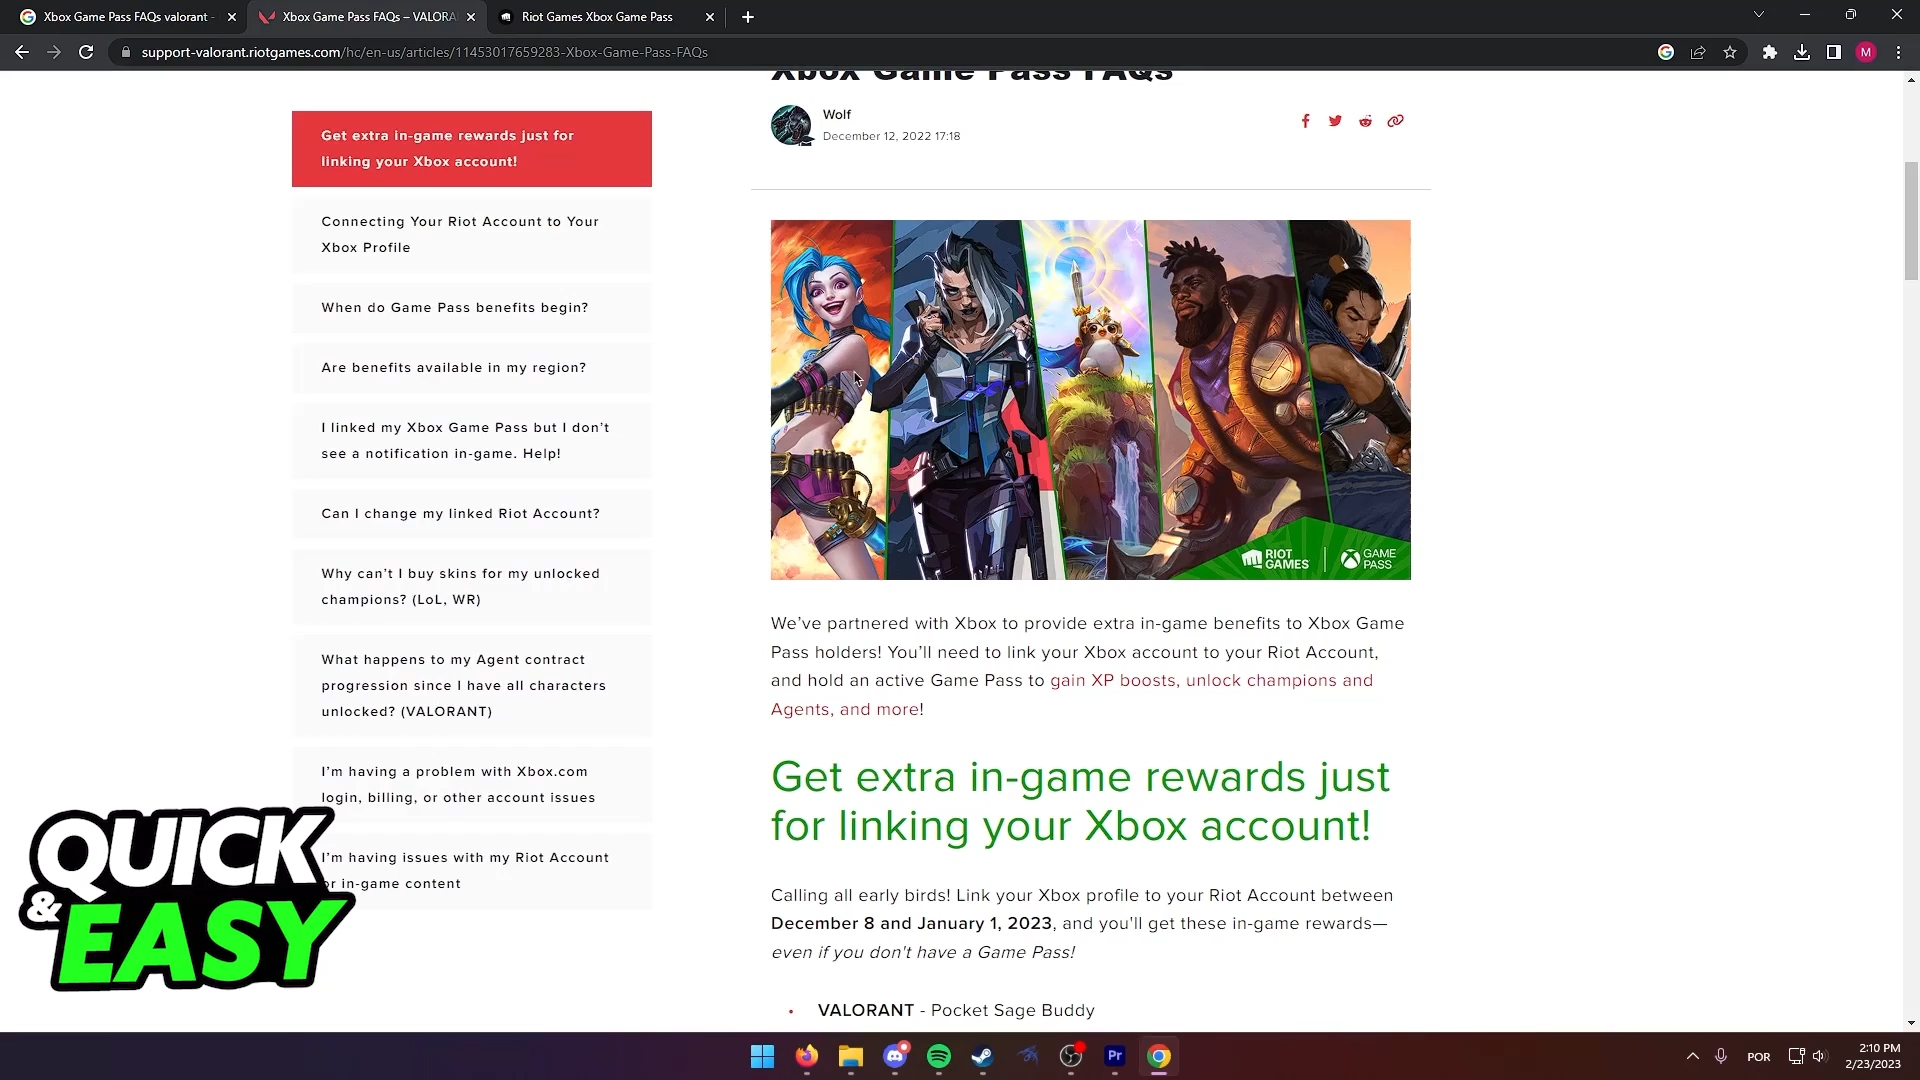 Xbox Game Pass FAQs valorant -
Xbox Game Pass FAQs – VALORA
Riot Games Xbox Game Pass
support-valorant.riotgames.com/hc/en-us/articles/11453017659283-Xbox-Game-Pass-FAQs
M
Xbox Game Pass FAQs
Wolf
December 12, 2022 17:18
Get extra in-game rewards just for
linking your Xbox account!
Connecting Your Riot Account to Your
Xbox Profile
When do Game Pass benefits begin?
Are benefits available in my region?
I linked my Xbox Game Pass but I don't
see a notification in-game. Help!
Can I change my linked Riot Account?
Why can't I buy skins for my unlocked
champions? (LoL, WR)
What happens to my Agent contract
progression since I have all characters
unlocked? (VALORANT)
I'm having a problem with Xbox.com
login, billing, or other account issues
I'm having issues with my Riot Account
or in-game content
RIOT
GAMES
GAME
PASS
We've partnered with Xbox to provide extra in-game benefits to Xbox Game
Pass holders! You'll need to link your Xbox account to your Riot Account,
and hold an active Game Pass to gain XP boosts, unlock champions and
Agents, and more!
Get extra in-game rewards just
for linking your Xbox account!
Calling all early birds! Link your Xbox profile to your Riot Account between
December 8 and January 1, 2023, and you'll get these in-game rewards—
even if you don't have a Game Pass!
• VALORANT - Pocket Sage Buddy
QUICK
& EASY
Pr
POR
2:10 PM
2/23/2023